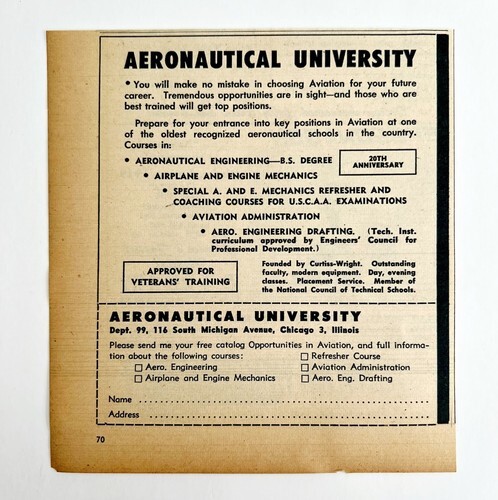 AERONAUTICAL UNIVERSITY
• You will make no mistake in choosing Aviation for your future
career. Tremendous opportunities are in sight—and those who are
best trained will get top positions.
Prepare for your entrance into key positions in Aviation at one
of the oldest recognized aeronautical schools in the country.
Courses in:
• AERONAUTICAL ENGINEERING—B.S. DEGREE
20TH
ANNIVERSARY
• AIRPLANE AND ENGINE MECHANICS
• SPECIAL A. AND E. MECHANICS REFRESHER AND
COACHING COURSES FOR U.S.C.A.A. EXAMINATIONS
• AVIATION ADMINISTRATION
• AERO. ENGINEERING DRAFTING. (Tech. Inst.
curriculum approved by Engineers' Council for
Professional Development.)
APPROVED FOR
VETERANS' TRAINING
Founded by Curtiss-Wright. Outstanding
faculty, modern equipment. Day, evening
classes. Placement Service. Member of
the National Council of Technical Schools.
AERONAUTICAL UNIVERSITY
Dept. 99, 116 South Michigan Avenue, Chicago 3, Illinois
Please send me your free catalog Opportunities in Aviation, and full informa-
tion about the following courses: □ Refresher Course
□ Aero. Engineering □ Aviation Administration
□ Airplane and Engine Mechanics □ Aero. Eng. Drafting
Name
Address
70